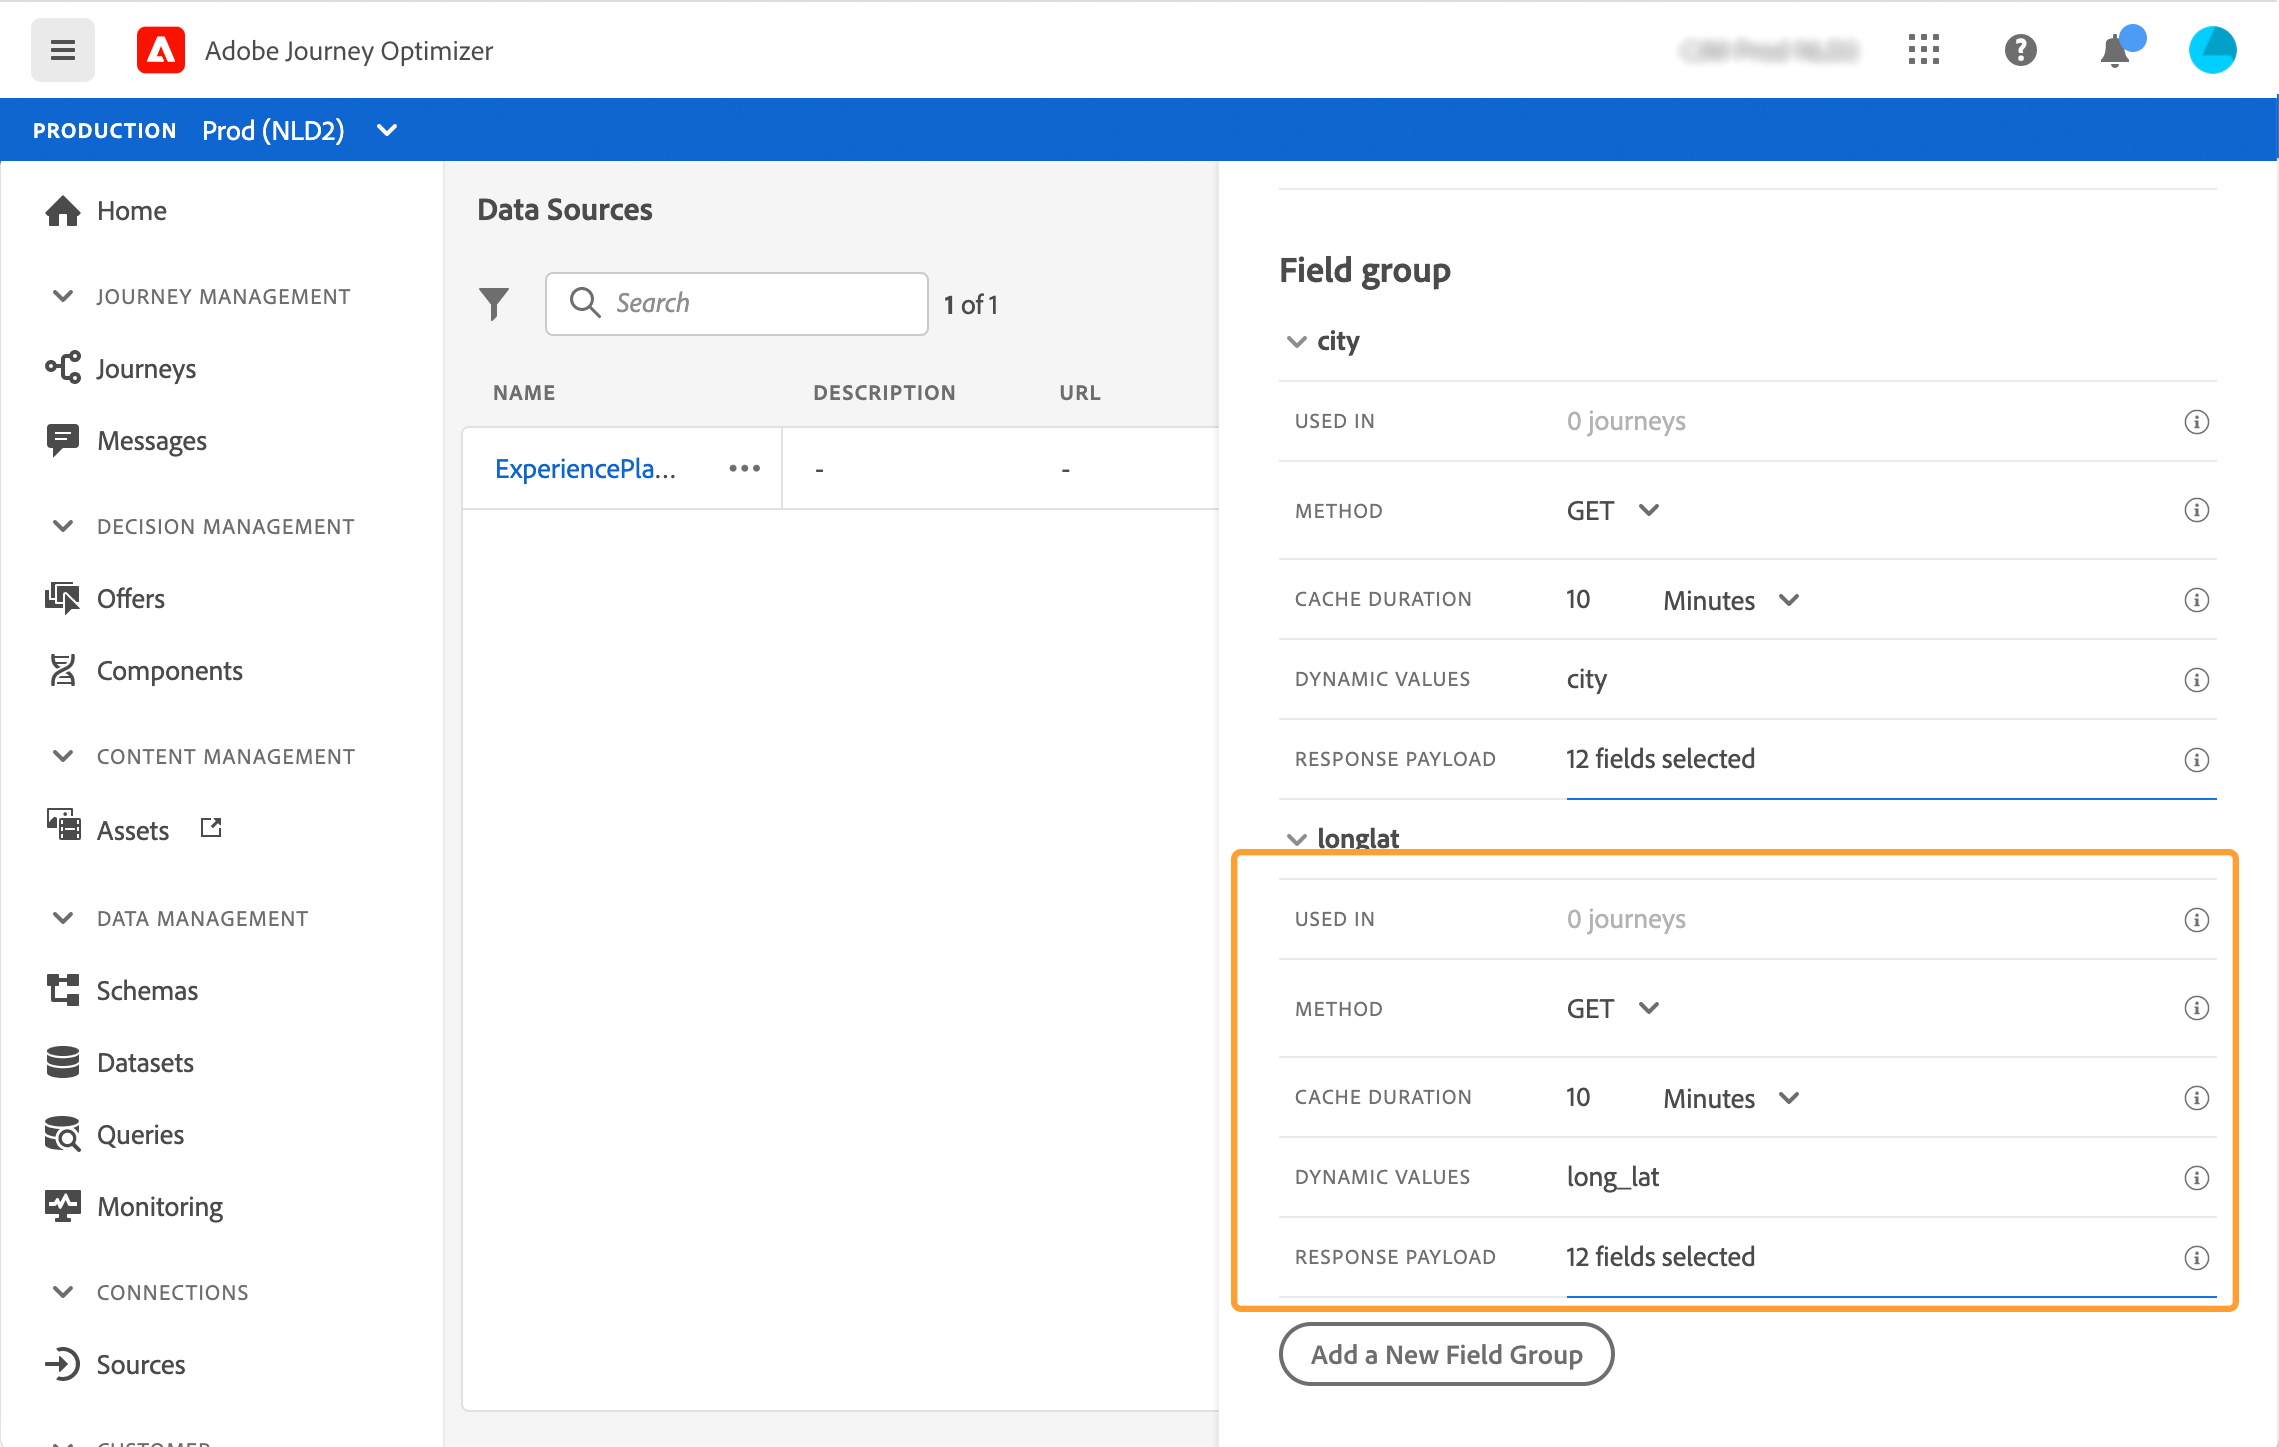 Adobe Journey Optimizer
PRODUCTION Prod (NLD2)
Home
JOURNEY MANAGEMENT
Journeys
Messages
DECISION MANAGEMENT
Offers
Components
CONTENT MANAGEMENT
Assets
DATA MANAGEMENT
Schemas
Datasets
Queries
Monitoring
CONNECTIONS
Sources
CUSTOMER
Data Sources
Search 1 of 1
NAME DESCRIPTION URL
ExperiencePla... ••• - -
Field group
city
USED IN 0 journeys
METHOD GET
CACHE DURATION 10 Minutes
DYNAMIC VALUES city
RESPONSE PAYLOAD 12 fields selected
longlat
USED IN 0 journeys
METHOD GET
CACHE DURATION 10 Minutes
DYNAMIC VALUES long_lat
RESPONSE PAYLOAD 12 fields selected
Add a New Field Group